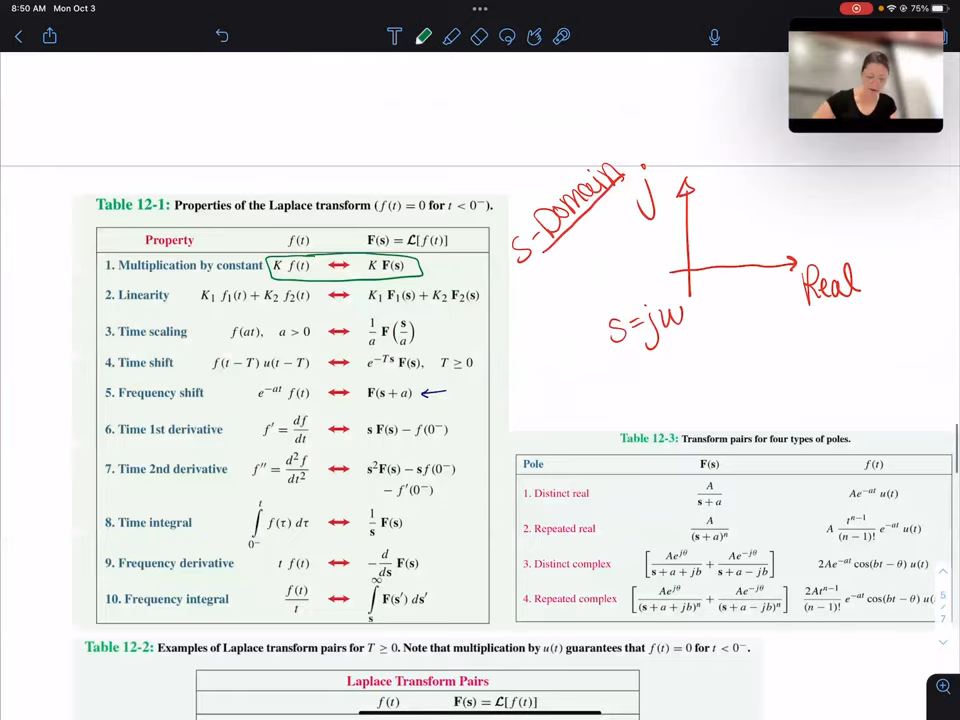 8:50 AM Mon Oct 3
75%
S-Domain
j
Real
s=jw
Table 12-1: Properties of the Laplace transform (f(t) = 0 for t < 0⁻).
Property f(t) F(s) = 𝓛[f(t)]
1. Multiplication by constant K f(t) ↔ K F(s)
2. Linearity K₁ f₁(t) + K₂ f₂(t) ↔ K₁ F₁(s) + K₂ F₂(s)
3. Time scaling f(at), a > 0 ↔ 1/a F(s/a)
4. Time shift f(t − T) u(t − T) ↔ e^{−Ts} F(s), T ≥ 0
5. Frequency shift e^{−at} f(t) ↔ F(s + a) ←
6. Time 1st derivative f′ = df/dt ↔ s F(s) − f(0⁻)
7. Time 2nd derivative f″ = d²f/dt² ↔ s²F(s) − sf(0⁻)
− f′(0⁻)
8. Time integral ∫_{0⁻}^{t} f(τ) dτ ↔ 1/s F(s)
9. Frequency derivative t f(t) ↔ −d/ds F(s)
10. Frequency integral f(t)/t ↔ ∫_{s}^{∞} F(s′) ds′
Table 12-3: Transform pairs for four types of poles.
Pole F(s) f(t)
1. Distinct real A/(s + a) Ae^{−at} u(t)
2. Repeated real A/(s + a)ⁿ A t^{n−1}/(n − 1)! e^{−at} u(t)
3. Distinct complex [Ae^{jθ}/(s + a + jb) + Ae^{−jθ}/(s + a − jb)] 2Ae^{−at} cos(bt − θ) u(t)
4. Repeated complex [Ae^{jθ}/(s + a + jb)ⁿ + Ae^{−jθ}/(s + a − jb)ⁿ] 2At^{n−1}/(n − 1)! e^{−at} cos(bt − θ) u(
5
/
7
Table 12-2: Examples of Laplace transform pairs for T ≥ 0. Note that multiplication by u(t) guarantees that f(t) = 0 for t < 0⁻.
Laplace Transform Pairs
f(t) F(s) = 𝓛[f(t)]